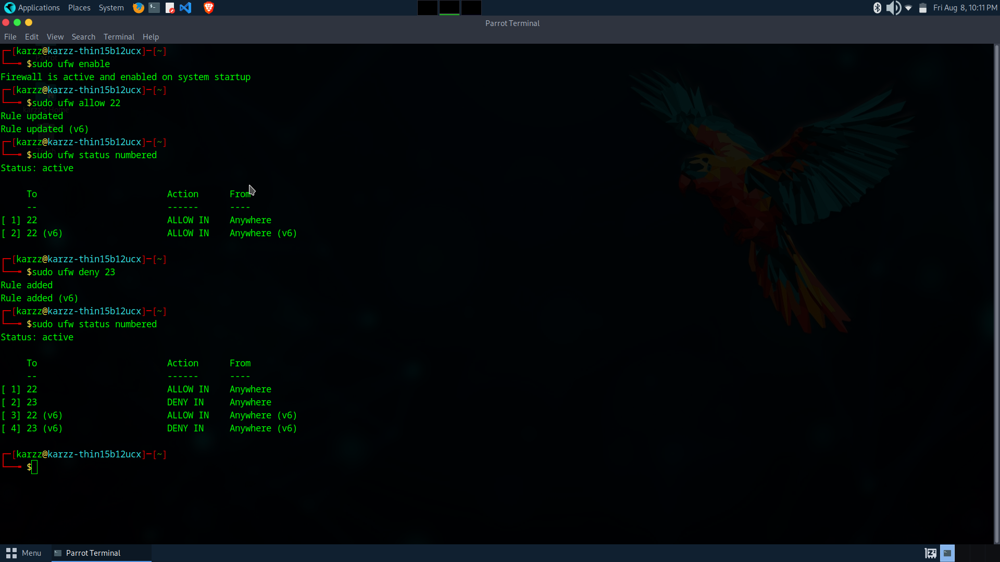 Applications Places System Fri Aug 8, 10:11 PM
Parrot Terminal
File Edit View Search Terminal Help
┌─[karzz@karzz-thin15b12ucx]─[~]
└──╼ $sudo ufw enable
Firewall is active and enabled on system startup
┌─[karzz@karzz-thin15b12ucx]─[~]
└──╼ $sudo ufw allow 22
Rule updated
Rule updated (v6)
┌─[karzz@karzz-thin15b12ucx]─[~]
└──╼ $sudo ufw status numbered
Status: active
To Action From
-- ------ ----
[ 1] 22 ALLOW IN Anywhere
[ 2] 22 (v6) ALLOW IN Anywhere (v6)
┌─[karzz@karzz-thin15b12ucx]─[~]
└──╼ $sudo ufw deny 23
Rule added
Rule added (v6)
┌─[karzz@karzz-thin15b12ucx]─[~]
└──╼ $sudo ufw status numbered
Status: active
To Action From
-- ------ ----
[ 1] 22 ALLOW IN Anywhere
[ 2] 23 DENY IN Anywhere
[ 3] 22 (v6) ALLOW IN Anywhere (v6)
[ 4] 23 (v6) DENY IN Anywhere (v6)
┌─[karzz@karzz-thin15b12ucx]─[~]
└──╼ $
Menu Parrot Terminal